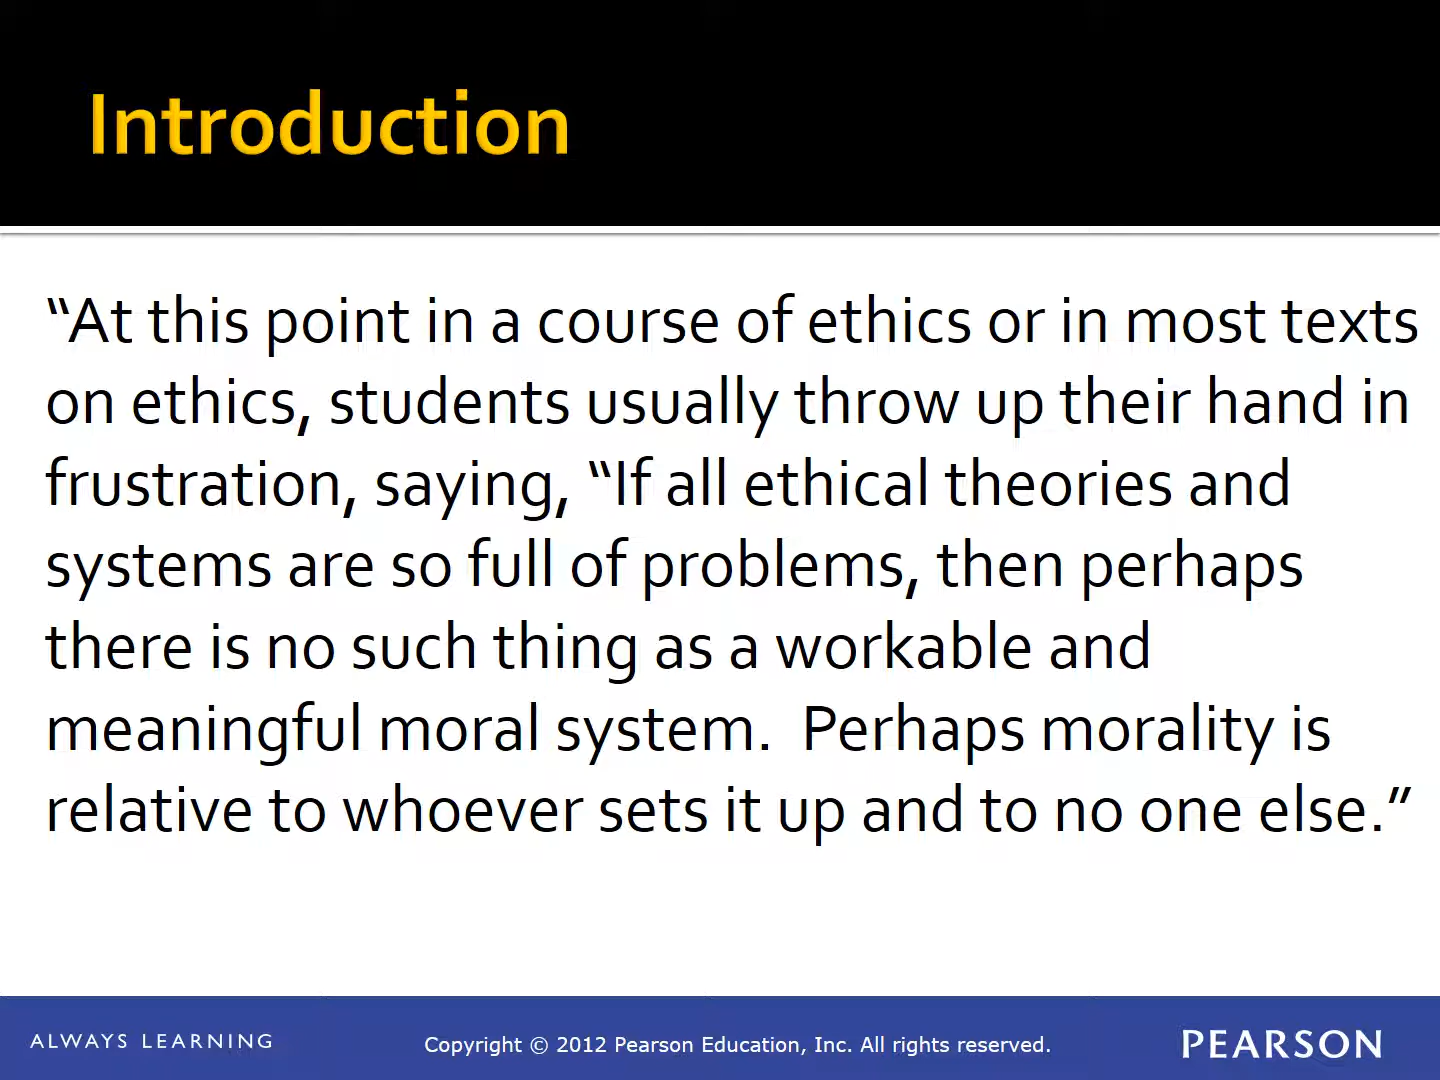 Introduction
“At this point in a course of ethics or in most texts
on ethics, students usually throw up their hand in
frustration, saying, “If all ethical theories and
systems are so full of problems, then perhaps
there is no such thing as a workable and
meaningful moral system.  Perhaps morality is
relative to whoever sets it up and to no one else.”
ALWAYS LEARNING
Copyright © 2012 Pearson Education, Inc. All rights reserved.
PEARSON